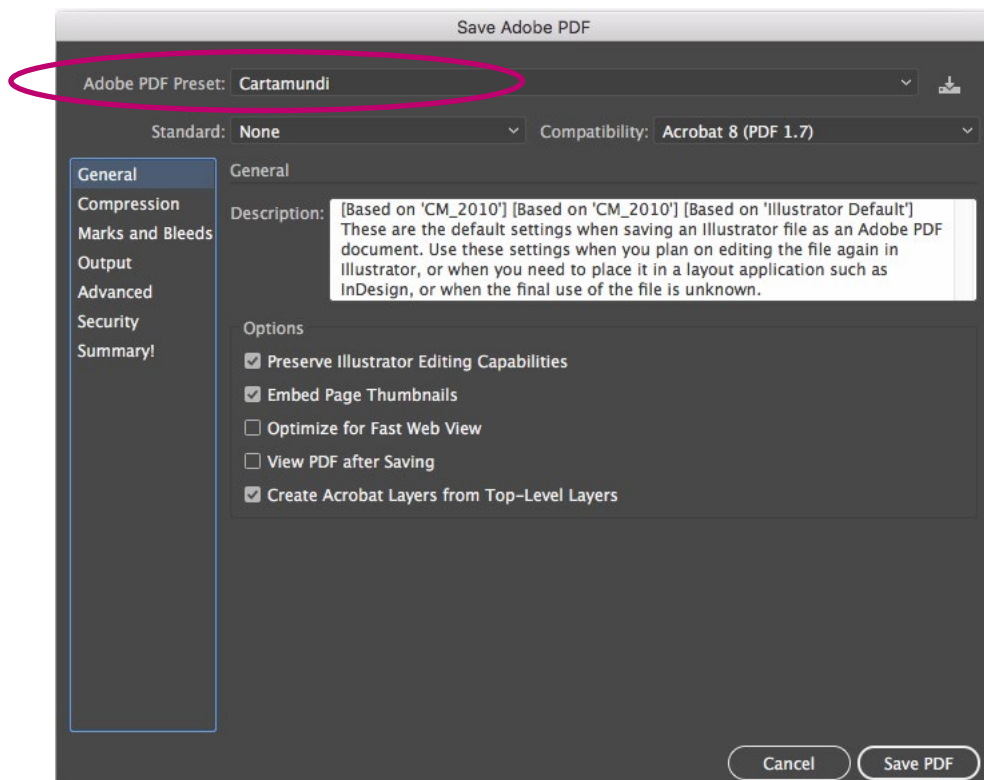 Save Adobe PDF
Adobe PDF Preset: Cartamundi
Standard: None Compatibility: Acrobat 8 (PDF 1.7)
General
Compression
Marks and Bleeds
Output
Advanced
Security
Summary!
General
Description: [Based on 'CM_2010'] [Based on 'CM_2010'] [Based on 'Illustrator Default']
These are the default settings when saving an Illustrator file as an Adobe PDF
document. Use these settings when you plan on editing the file again in
Illustrator, or when you need to place it in a layout application such as
InDesign, or when the final use of the file is unknown.
Options
Preserve Illustrator Editing Capabilities
Embed Page Thumbnails
Optimize for Fast Web View
View PDF after Saving
Create Acrobat Layers from Top-Level Layers
Cancel Save PDF